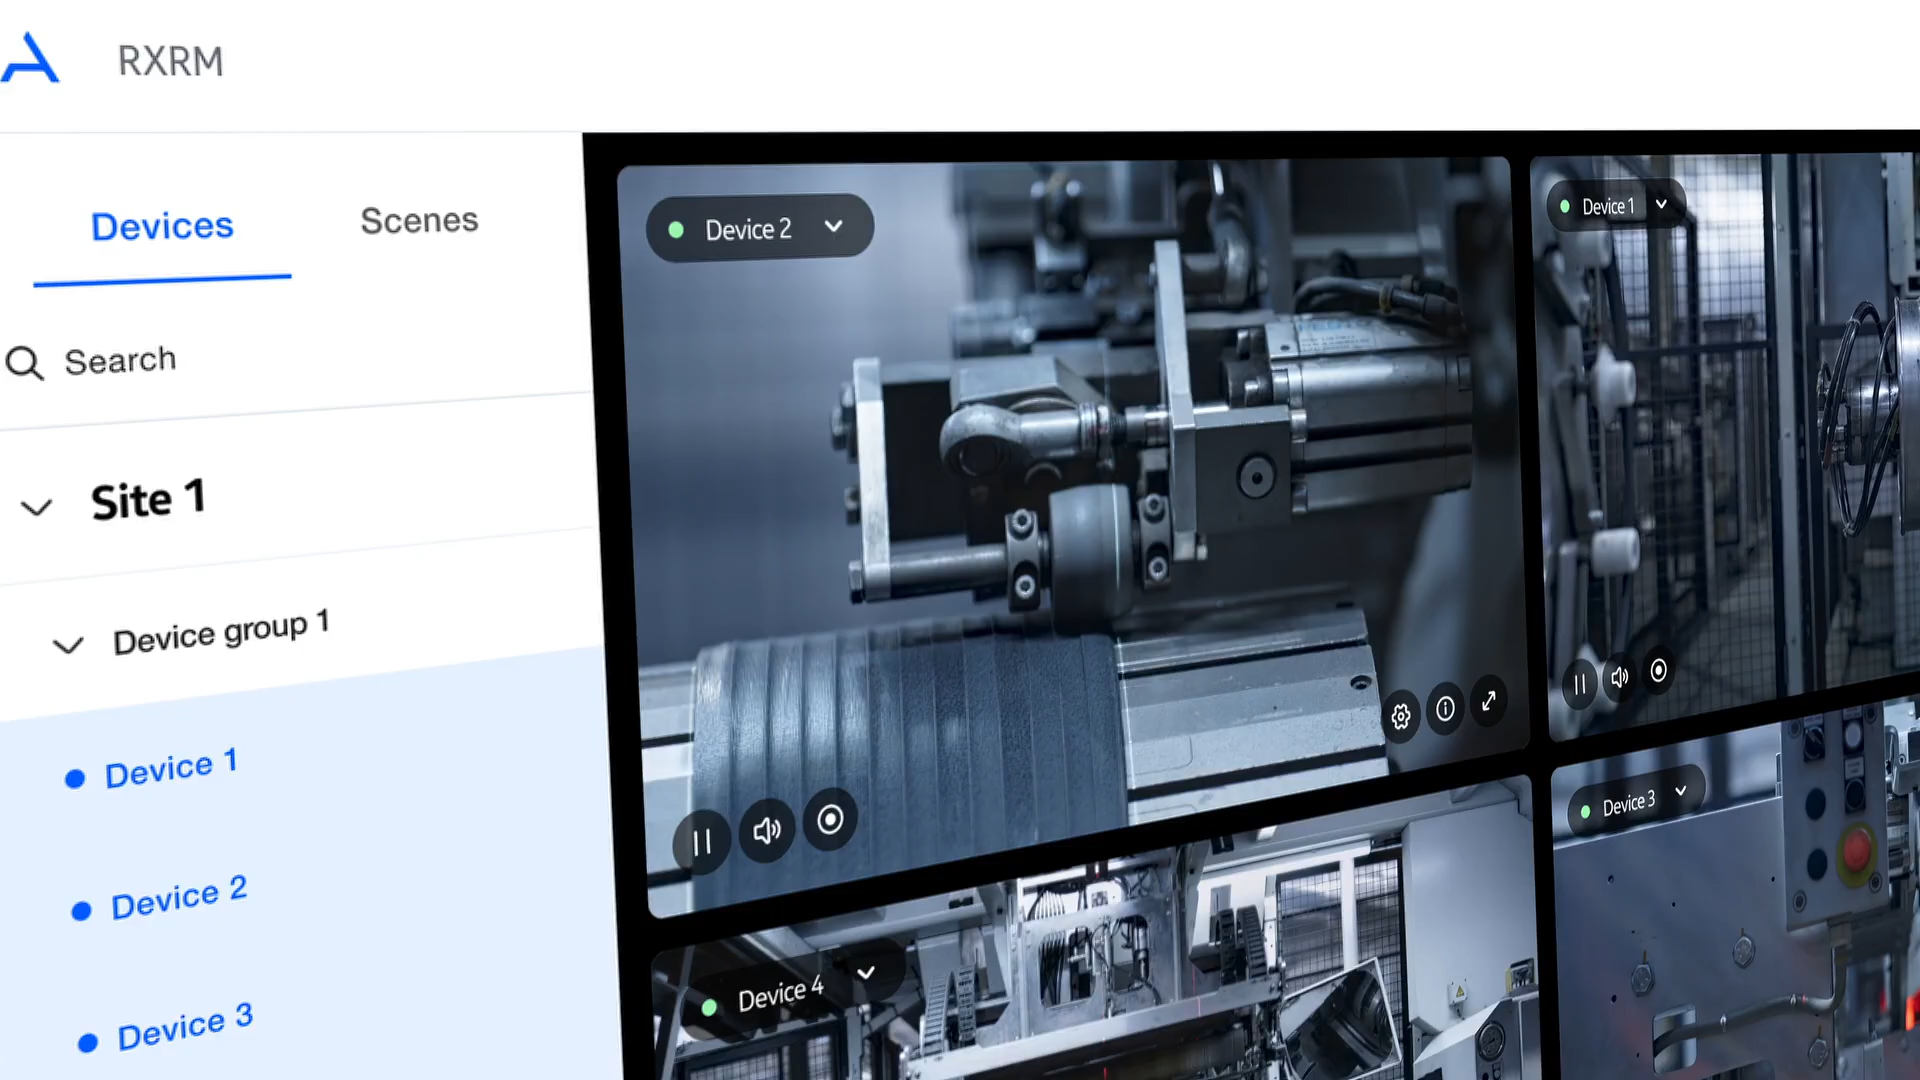 RXRM
Devices
Scenes
Search
Site 1
Device group 1
Device 1
Device 2
Device 3
Device 2
Device 1
Device 4
Device 3